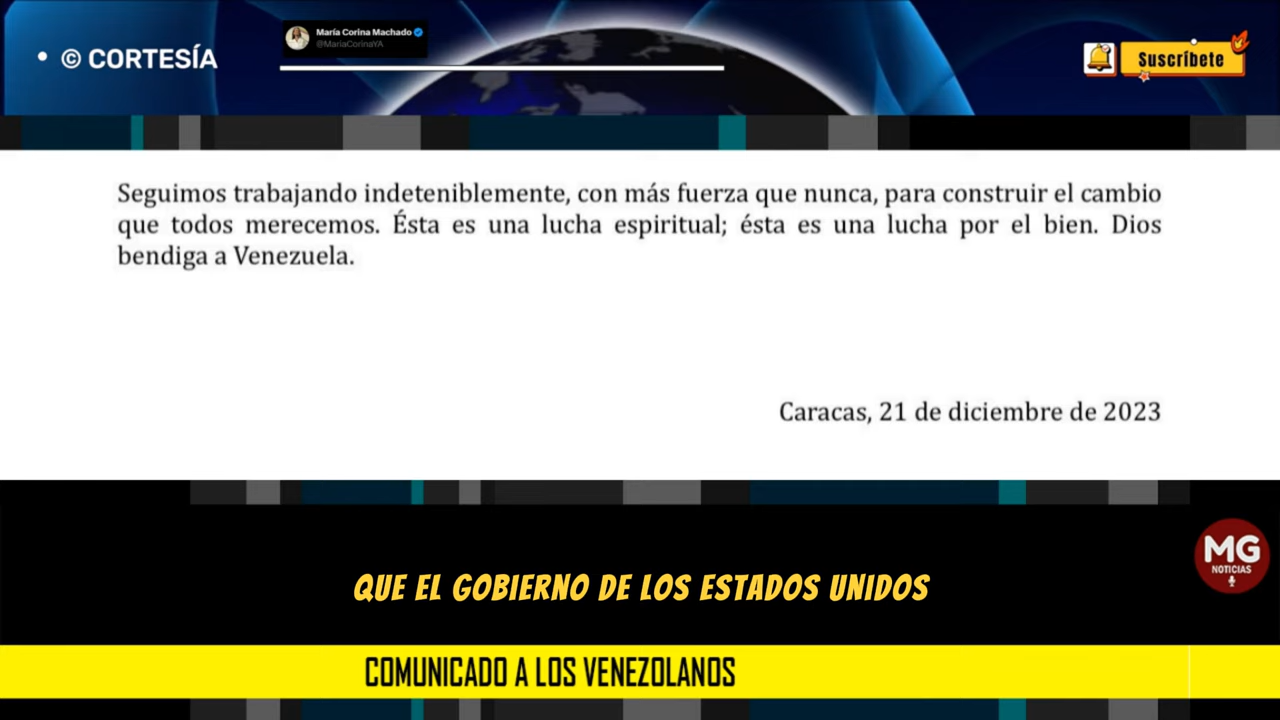 • © CORTESÍA
María Corina Machado
@MariaCorinaYA
Suscríbete
Seguimos trabajando indeteniblemente, con más fuerza que nunca, para construir el cambio
que todos merecemos. Ésta es una lucha espiritual; ésta es una lucha por el bien. Dios
bendiga a Venezuela.
Caracas, 21 de diciembre de 2023
MG
NOTICIAS
QUE EL GOBIERNO DE LOS ESTADOS UNIDOS
COMUNICADO A LOS VENEZOLANOS